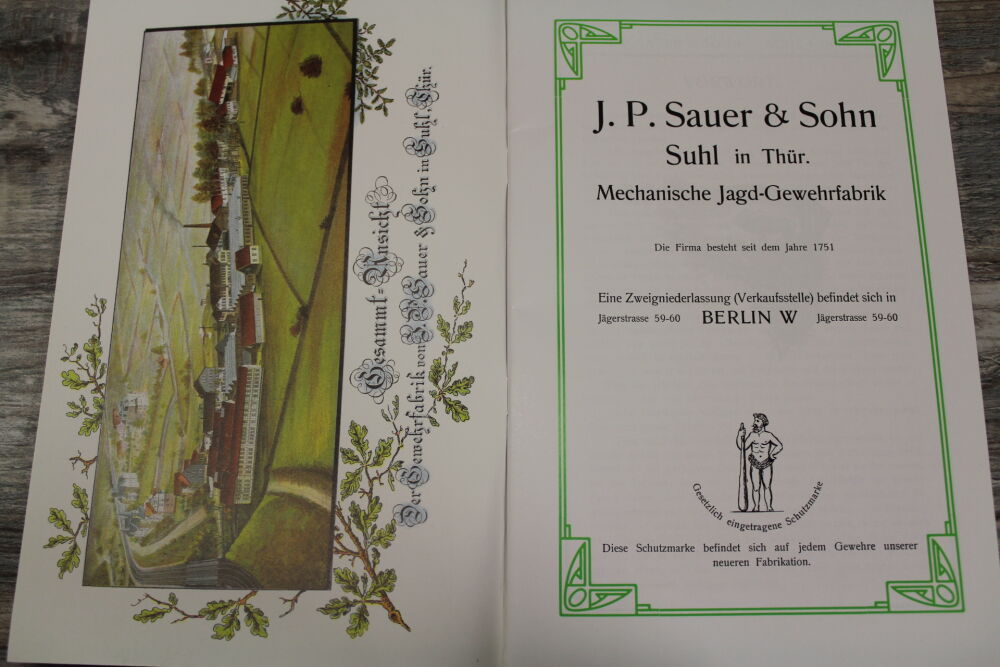 Gesammt-Ansicht
Der Gewehrfabrik von J. P. Sauer & Sohn in Suhl, Thür.
J. P. Sauer & Sohn
Suhl in Thür.
Mechanische Jagd-Gewehrfabrik
Die Firma besteht seit dem Jahre 1751
Eine Zweigniederlassung (Verkaufsstelle) befindet sich in
Jägerstrasse 59-60 BERLIN W Jägerstrasse 59-60
Gesetzlich eingetragene Schutzmarke
Diese Schutzmarke befindet sich auf jedem Gewehre unserer
neueren Fabrikation.